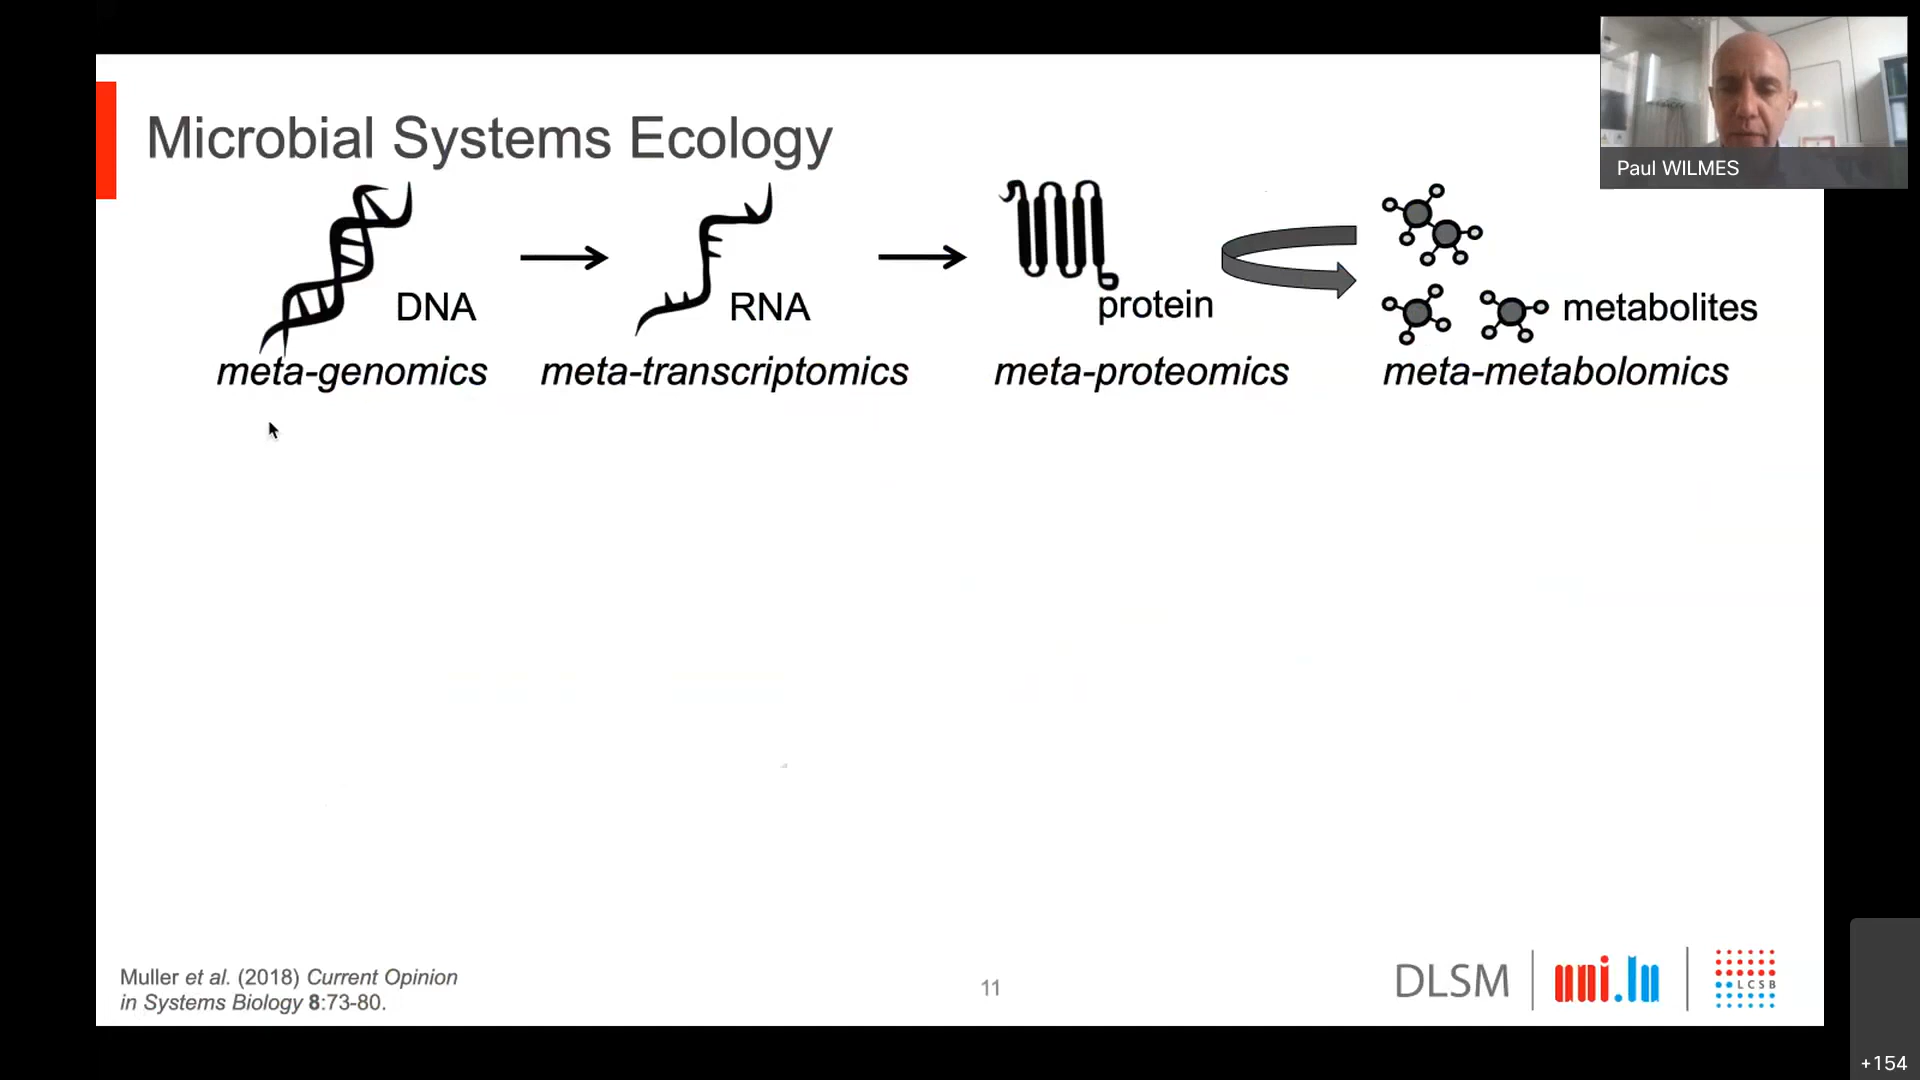 Paul WILMES
Microbial Systems Ecology
DNA
RNA
protein
metabolites
meta-genomics
meta-transcriptomics
meta-proteomics
meta-metabolomics
Muller et al. (2018) Current Opinion
in Systems Biology 8:73-80.
11
DLSM
uni.lu
LCSB
+154